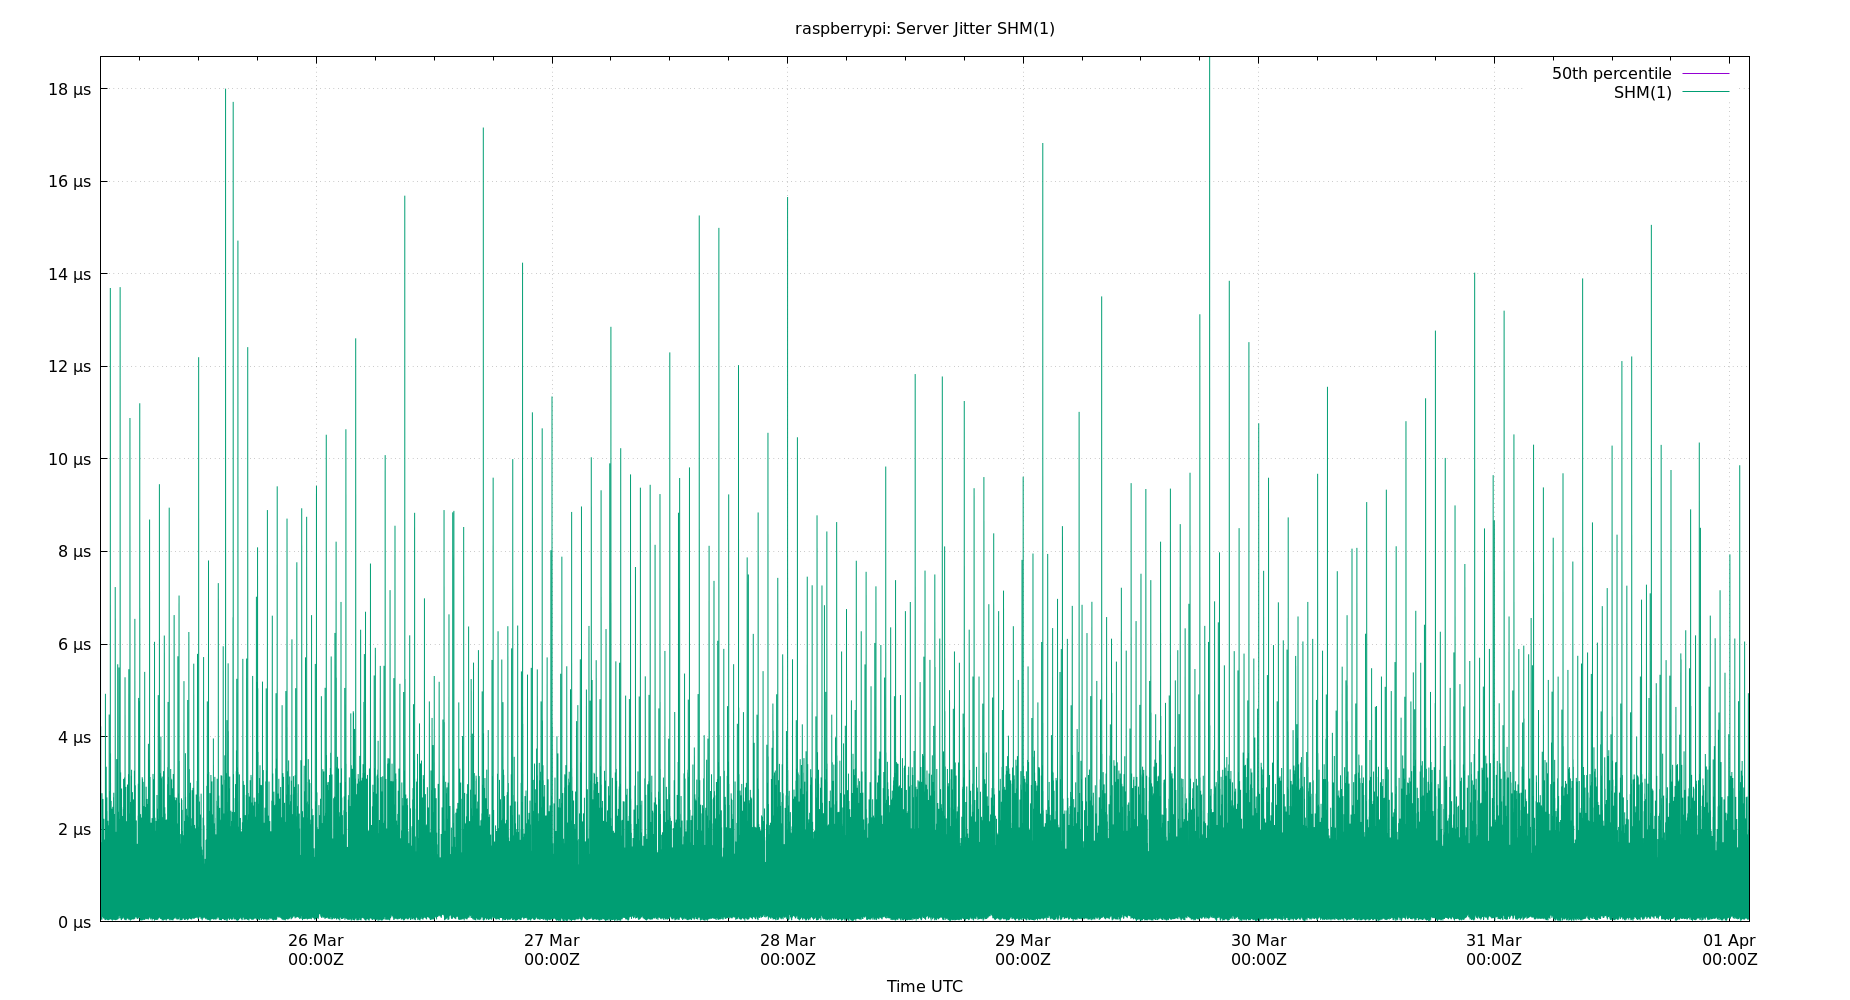 raspberrypi: Server Jitter SHM(1)
50th percentile
SHM(1)
18 µs
16 µs
14 µs
12 µs
10 µs
8 µs
6 µs
4 µs
2 µs
0 µs
26 Mar 27 Mar 28 Mar 29 Mar 30 Mar 31 Mar 01 Apr
00:00Z 00:00Z 00:00Z 00:00Z 00:00Z 00:00Z 00:00Z
Time UTC